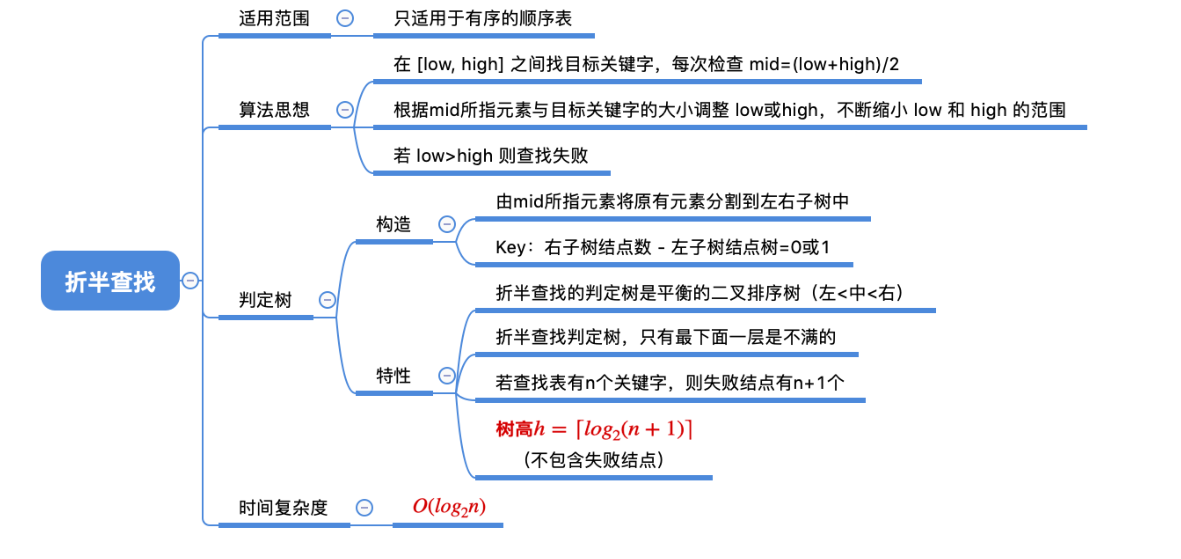 适用范围
只适用于有序的顺序表
在 [low, high] 之间找目标关键字，每次检查 mid=(low+high)/2
算法思想
根据mid所指元素与目标关键字的大小调整 low或high，不断缩小 low 和 high 的范围
若 low>high 则查找失败
由mid所指元素将原有元素分割到左右子树中
构造
Key：右子树结点数 - 左子树结点树=0或1
折半查找
判定树
折半查找的判定树是平衡的二叉排序树（左<中<右）
折半查找判定树，只有最下面一层是不满的
特性
若查找表有n个关键字，则失败结点有n+1个
树高h = ⌈log₂(n + 1)⌉
（不包含失败结点）
时间复杂度
O(log₂n)